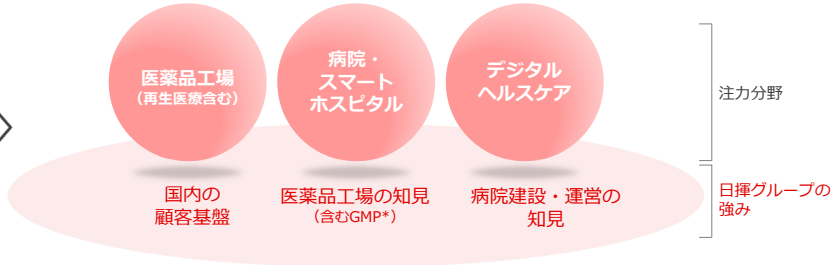 医薬品工場
（再生医療含む）
病院・
スマート
ホスピタル
デジタル
ヘルスケア
注力分野
国内の
顧客基盤
医薬品工場の知見
（含むGMP*）
病院建設・運営の
知見
日揮グループの
強み